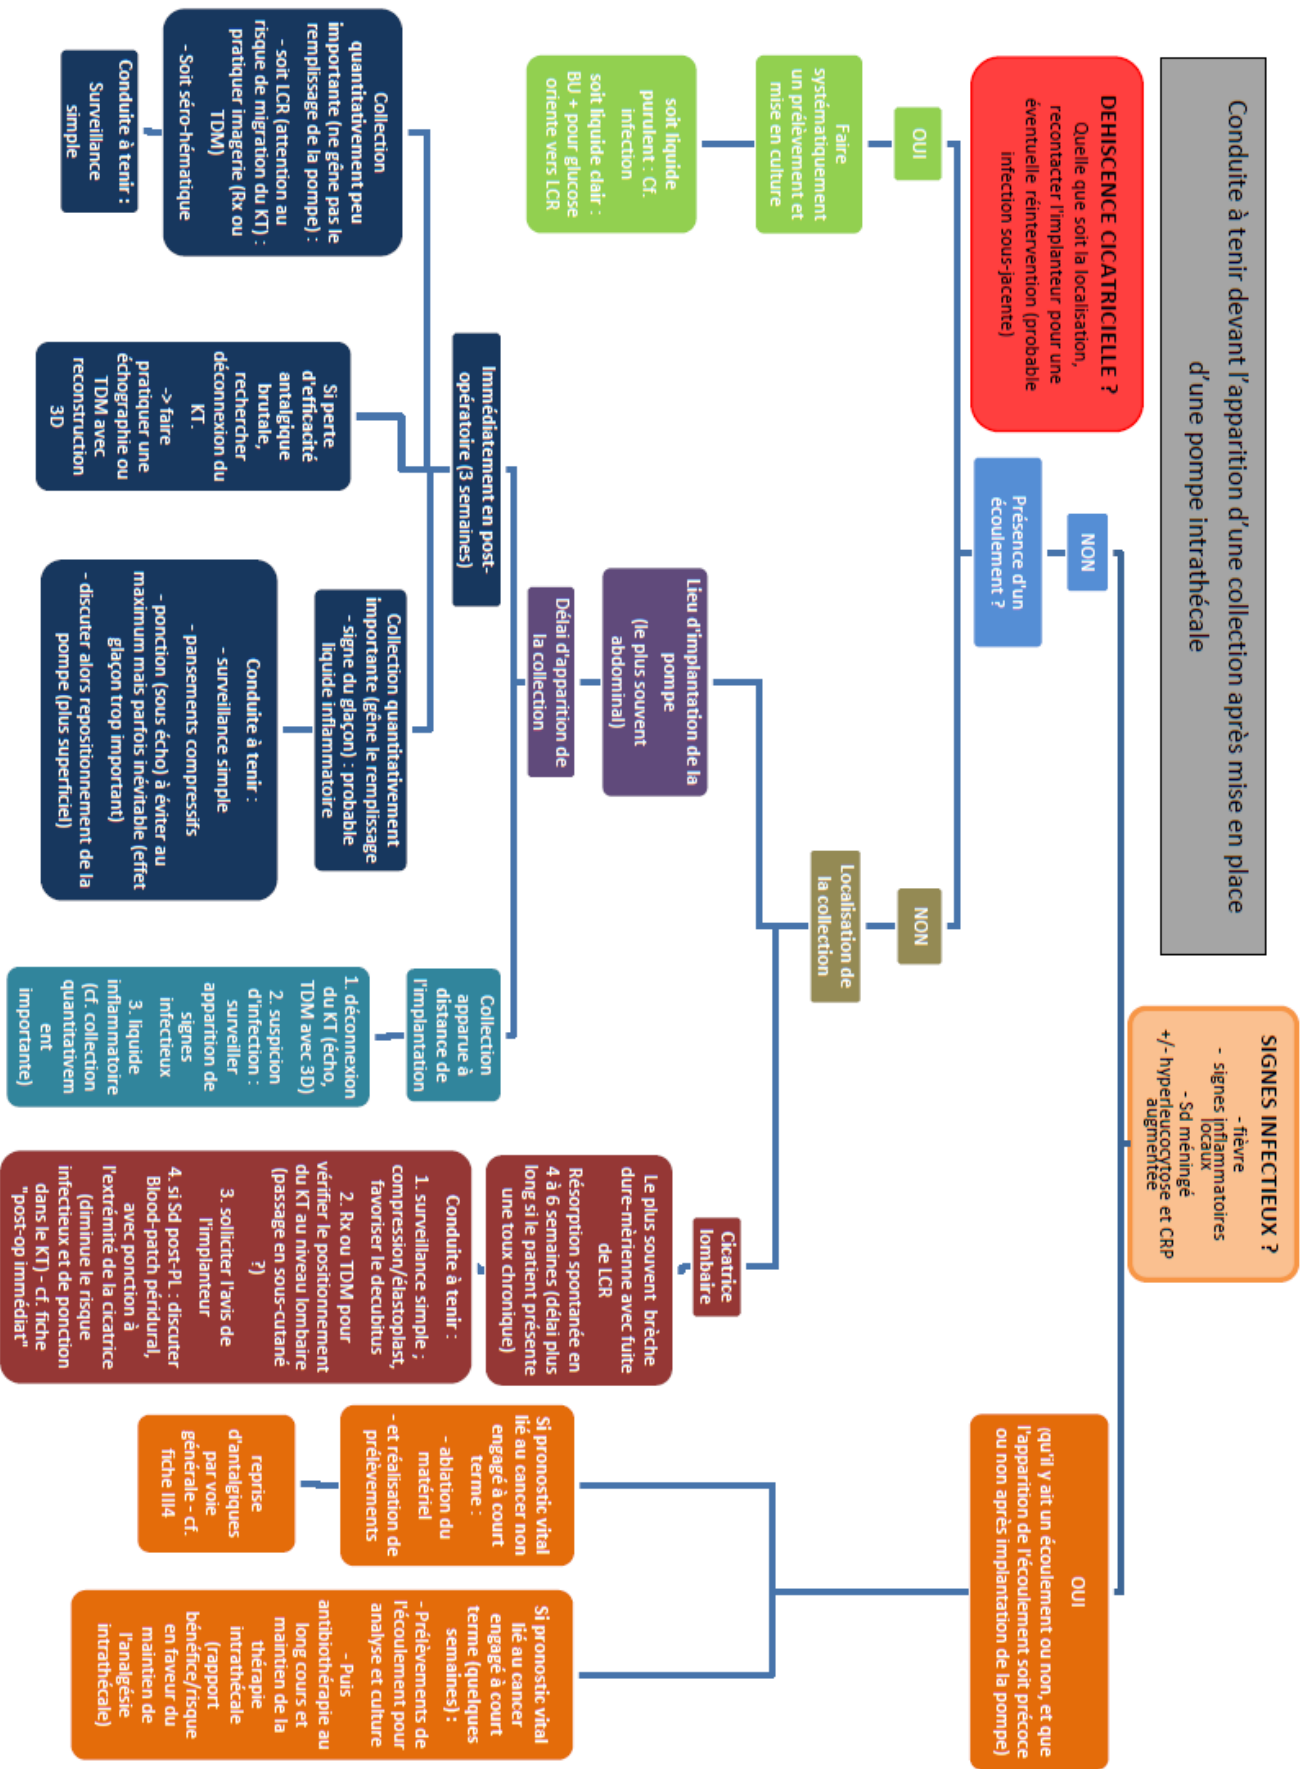 Conduite à tenir devant l'apparition d'une collection après mise en place
d'une pompe intrathécale
SIGNES INFECTIEUX ?
- fièvre
- signes inflammatoires
locaux
- Sd méningé
+/- hyperleucocytose et CRP
augmentée
DEHISCENCE CICATRICIELLE ?
Quelle que soit la localisation,
recontacter l'implanteur pour une
éventuelle réintervention (probable
infection sous-jacente)
NON
Présence d'un
écoulement ?
OUI
Faire
systématiquement
un prélèvement et
mise en culture
soit liquide
purulent : Cf.
infection
soit liquide clair :
BU + pour glucose
oriente vers LCR
NON
Localisation de
la collection
Lieu d'implantation de la
pompe
(le plus souvent
abdominal)
Délai d'apparition de
la collection
Immédiatement en post-
opératoire (3 semaines)
Collection
quantitativement peu
importante (ne gêne pas le
remplissage de la pompe) :
- soit LCR (attention au
risque de migration du KT) :
pratiquer imagerie (Rx ou
TDM)
- Soit séro-hématique
Conduite à tenir :
Surveillance
simple
Si perte
d'efficacité
antalgique
brutale,
rechercher
déconnexion du
KT.
-> faire
pratiquer une
échographie ou
TDM avec
reconstruction
3D
Collection quantitativement
importante (gêne le remplissage
- signe du glaçon) : probable
liquide inflammatoire
Conduite à tenir :
- surveillance simple
- pansements compressifs
- ponction (sous écho) à éviter au
maximum mais parfois inévitable (effet
glaçon trop important)
- discuter alors repositionnement de la
pompe (plus superficiel)
Collection
apparue à
distance de
l'implantation
1. déconnexion
du KT (écho,
TDM avec 3D)
2. suspicion
d'infection :
surveiller
apparition de
signes
infectieux
3. liquide
inflammatoire
(cf. collection
quantitativem
ent
importante)
Cicatrice
lombaire
Le plus souvent brèche
dure-mèrienne avec fuite
de LCR
Résorption spontanée en
4 à 6 semaines (délai plus
long si le patient présente
une toux chronique)
Conduite à tenir :
1. surveillance simple ;
compression/élastoplast,
favoriser le decubitus
2. Rx ou TDM pour
vérifier le positionnement
du KT au niveau lombaire
(passage en sous-cutané
?)
3. solliciter l'avis de
l'implanteur
4. si Sd post-PL : discuter
Blood-patch péridural,
avec ponction à
l'extrémité de la cicatrice
(diminue le risque
infectieux et de ponction
dans le KT) - cf. fiche
"post-op immédiat"
OUI
(qu'il y ait un écoulement ou non, et que
l'apparition de l'écoulement soit précoce
ou non après implantation de la pompe)
Si pronostic vital
lié au cancer non
engagé à court
terme :
- ablation du
matériel
- et réalisation de
prélèvements
reprise
d'antalgiques
par voie
générale - cf.
fiche III4
Si pronostic vital
lié au cancer
engagé à court
terme (quelques
semaines) :
- Prélèvements de
l'écoulement pour
analyse et culture
- Puis
antibiothérapie au
long cours et
maintien de la
thérapie
intrathécale
(rapport
bénéfice/risque
en faveur du
maintien de
l'analgésie
intrathécale)